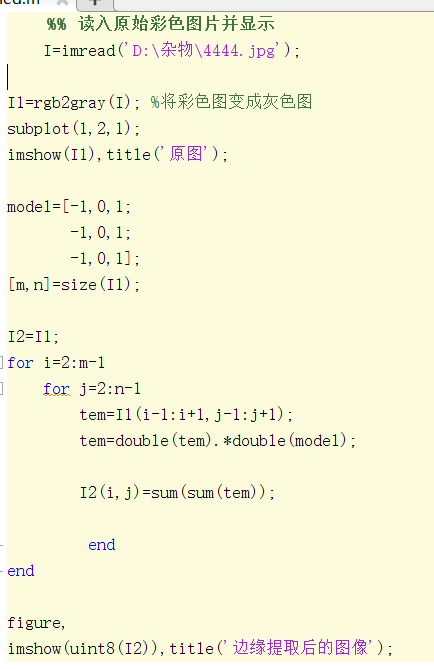 %% 读入原始彩色图片并显示
I=imread('D:\杂物\4444.jpg');
I1=rgb2gray(I); %将彩色图变成灰色图
subplot(1,2,1);
imshow(I1),title('原图');
model=[-1,0,1;
-1,0,1;
-1,0,1];
[m,n]=size(I1);
I2=I1;
for i=2:m-1
for j=2:n-1
tem=I1(i-1:i+1,j-1:j+1);
tem=double(tem).*double(model);
I2(i,j)=sum(sum(tem));
end
end
figure,
imshow(uint8(I2)),title('边缘提取后的图像');